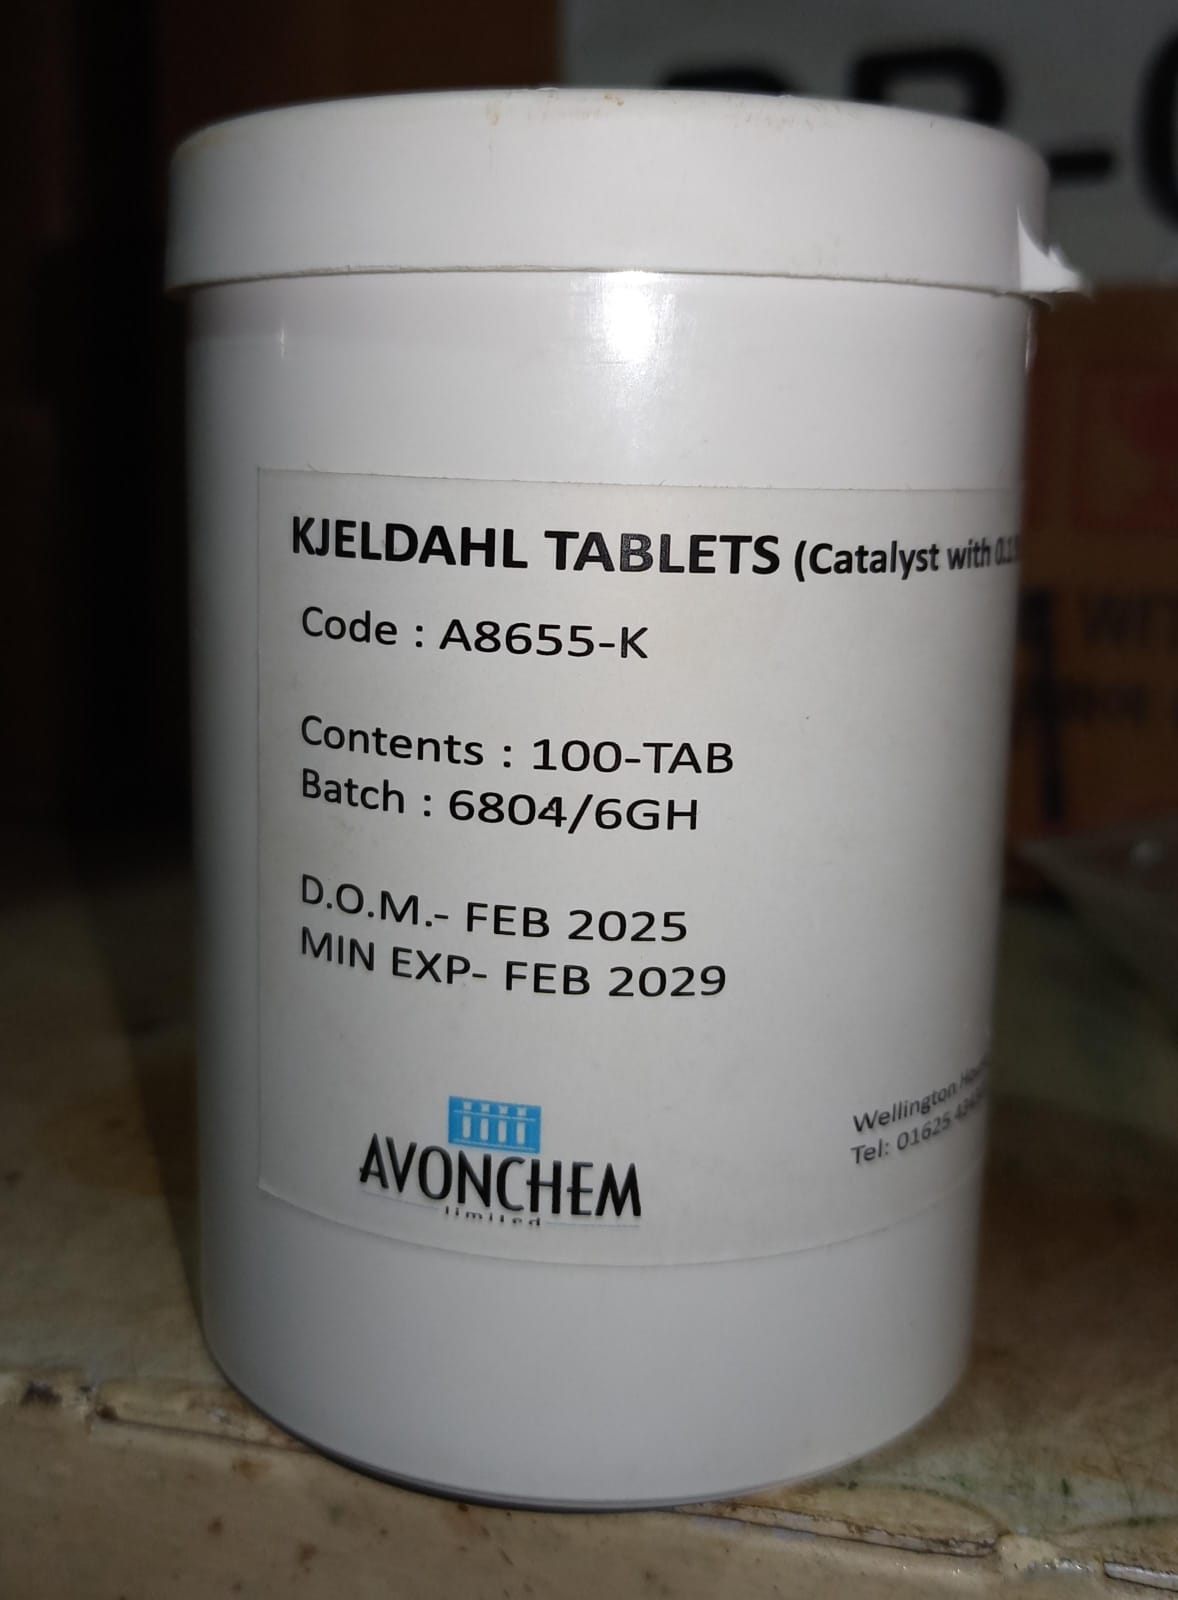 KJELDAHL TABLETS (Catalyst with
Code : A8655-K
Contents : 100-TAB
Batch : 6804/6GH
D.O.M.- FEB 2025
MIN EXP- FEB 2029
AVONCHEM
limited
Wellington
Tel: 01625